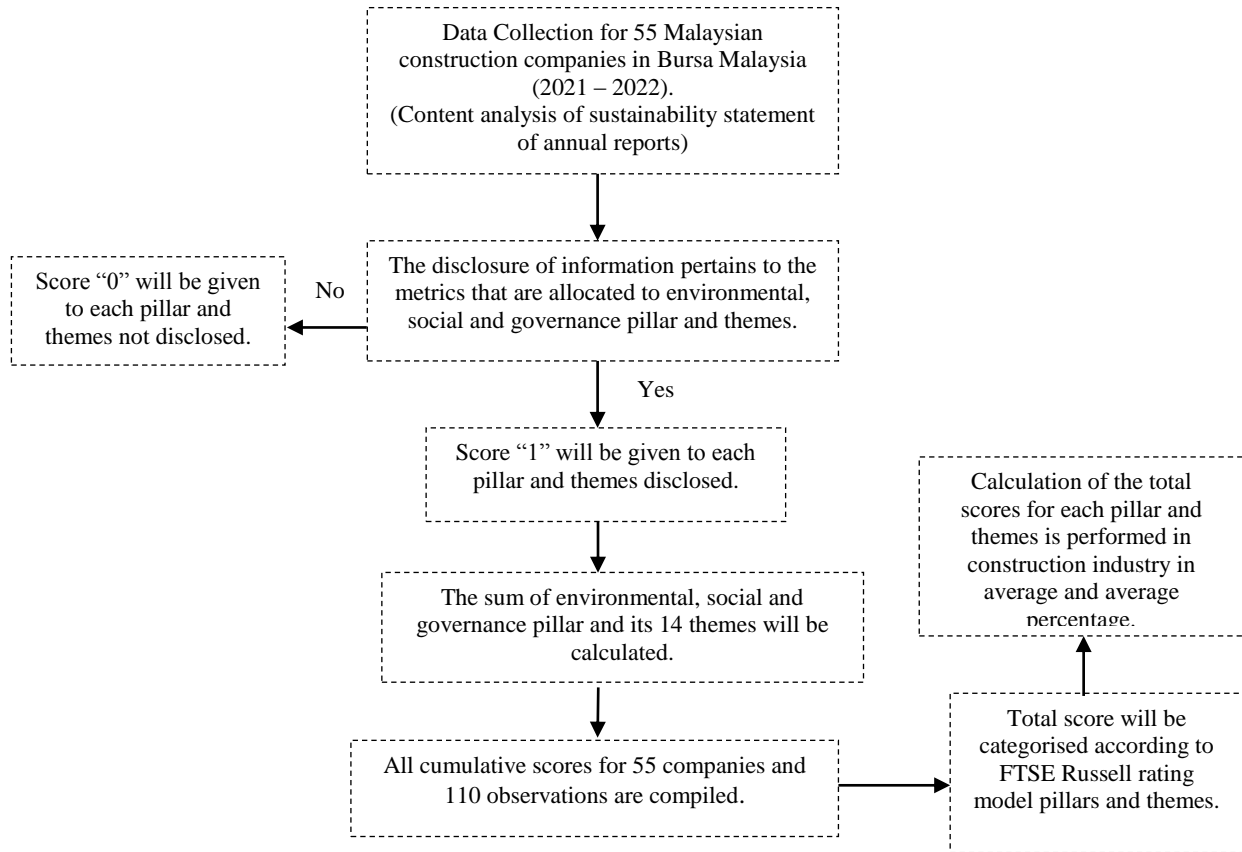 Data Collection for 55 Malaysian
construction companies in Bursa Malaysia
(2021 – 2022).
(Content analysis of sustainability statement
of annual reports)
The disclosure of information pertains to the
metrics that are allocated to environmental,
social and governance pillar and themes.
No
Score “0” will be given
to each pillar and
themes not disclosed.
Yes
Score “1” will be given to each
pillar and themes disclosed.
The sum of environmental, social and
governance pillar and its 14 themes will be
calculated.
All cumulative scores for 55 companies and
110 observations are compiled.
Total score will be
categorised according to
FTSE Russell rating
model pillars and themes.
Calculation of the total
scores for each pillar and
themes is performed in
construction industry in
average and average
percentage.